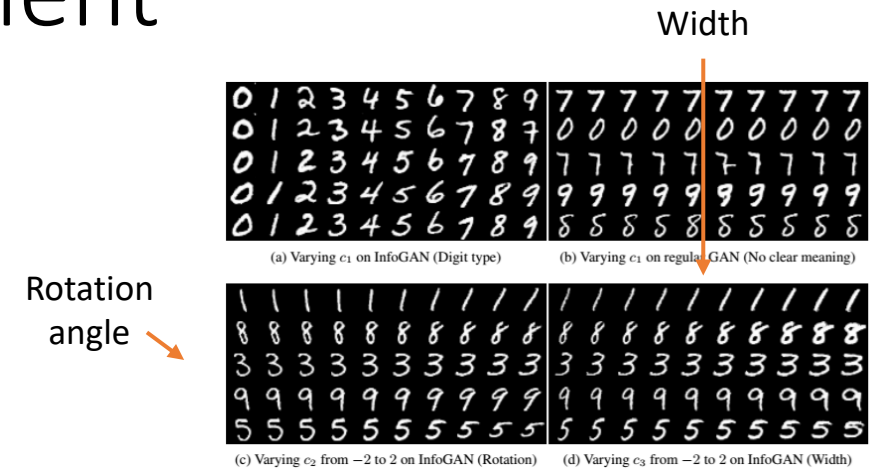 Width
0 1 2 3 4 5 6 7 8 9 7 7 7 7 7 7 7 7 7 7
0 1 2 3 4 5 6 7 8 7 0 0 0 0 0 0 0 0 0 0
0 1 2 3 4 5 6 7 8 9 7 7 7 7 7 7 7 7 7 7
0 1 2 3 4 5 6 7 8 9 9 9 9 9 9 9 9 9 9 9
0 1 2 3 4 5 6 7 8 9
(a) Varying c₁ on InfoGAN (Digit type)
(b) Varying c₁ on regular GAN (No clear meaning)
Rotation
angle
1 1 1 1 1 1 1 1 1 1 1 1 1 1 1 1 1 1 1 1
8 8 8 8 8 8 8 8 8 8 8 8 8 8 8 8 8 8 8 8
3 3 3 3 3 3 3 3 3 3 3 3 3 3 3 3 3 3 3 3
9 9 9 9 9 9 9 9 9 9 9 9 9 9 9 9 9 9 9 9
5 5 5 5 5 5 5 5 5 5 5 5 5 5 5 5 5 5 5 5
(c) Varying c₂ from −2 to 2 on InfoGAN (Rotation)
(d) Varying c₃ from −2 to 2 on InfoGAN (Width)